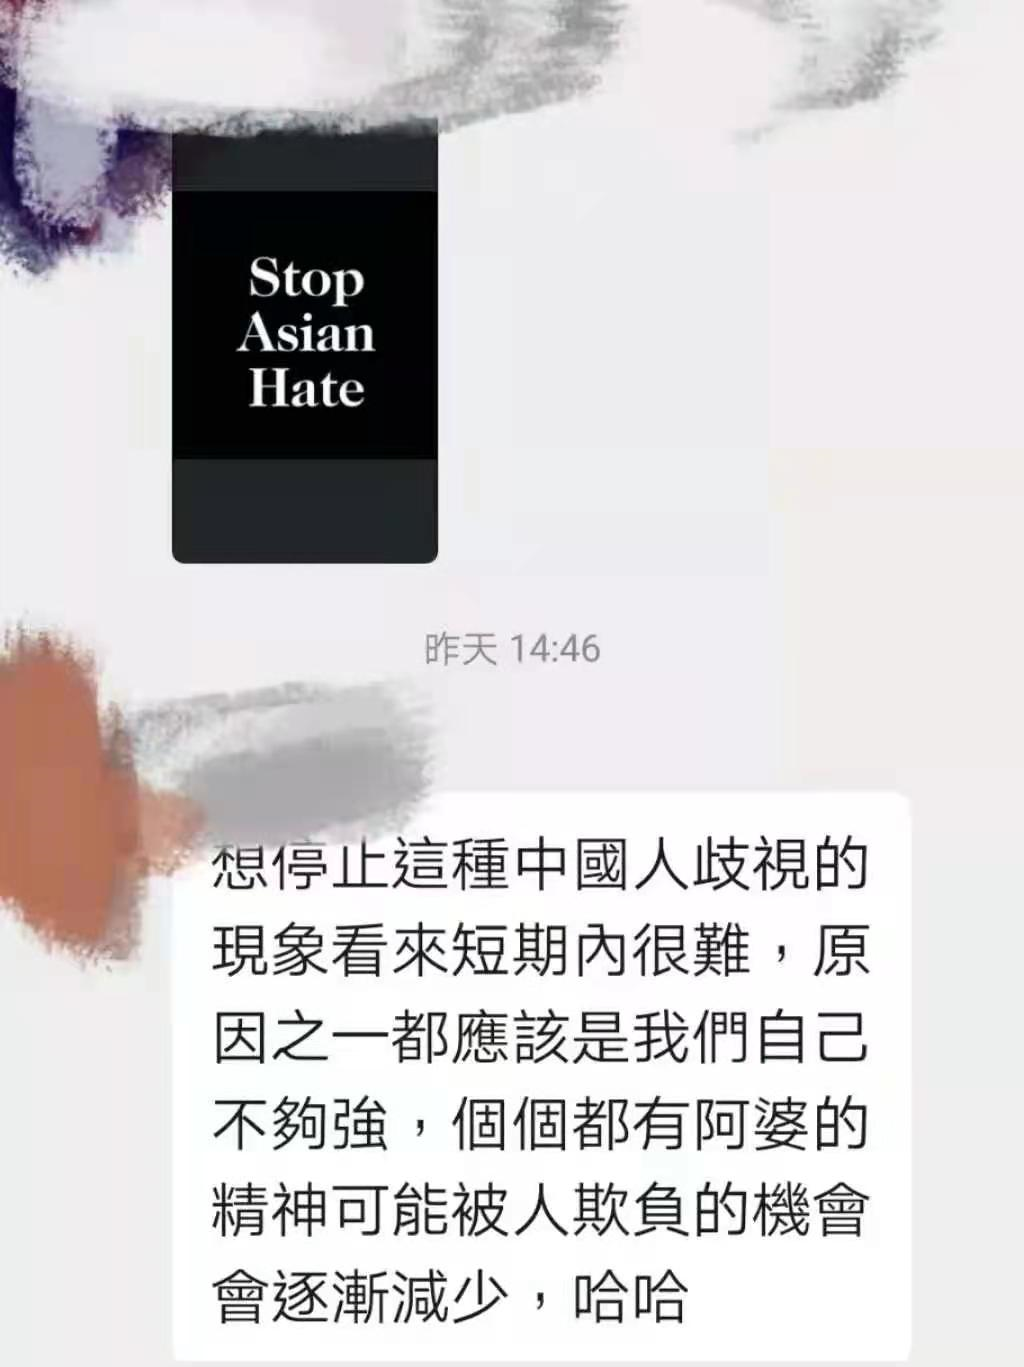 Stop
Asian
Hate
昨天 14:46
想停止這種中國人歧視的
現象看來短期內很難，原
因之一都應該是我們自己
不夠強，個個都有阿婆的
精神可能被人欺負的機會
會逐漸減少，哈哈